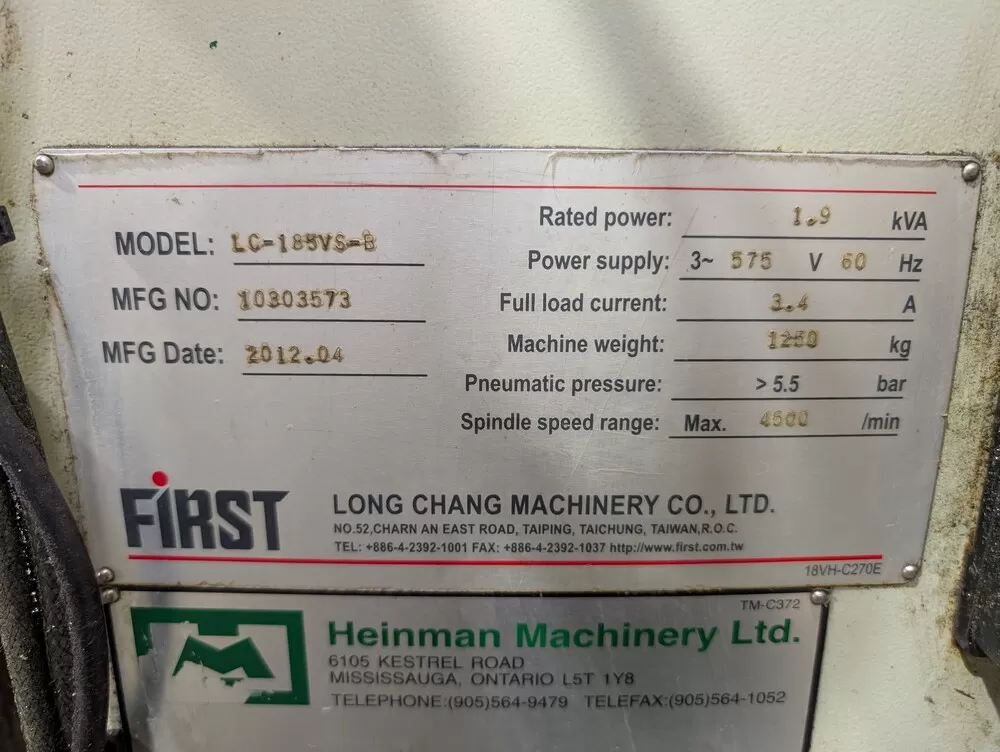 MODEL: LC-185VS-B
MFG NO: 10303573
MFG Date: 2012.04
Rated power: 1.9 kVA
Power supply: 3~ 575 V 60 Hz
Full load current: 3.4 A
Machine weight: 1250 kg
Pneumatic pressure: > 5.5 bar
Spindle speed range: Max. 4500 /min
FIRST
LONG CHANG MACHINERY CO., LTD.
NO.52,CHARN AN EAST ROAD, TAIPING, TAICHUNG, TAIWAN,R.O.C.
TEL: +886-4-2392-1001 FAX: +886-4-2392-1037 http://www.first.com.tw
18VH-C270E
TM-C372
Heinman Machinery Ltd.
6105 KESTREL ROAD
MISSISSAUGA, ONTARIO L5T 1Y8
TELEPHONE:(905)564-9479 TELEFAX:(905)564-1052